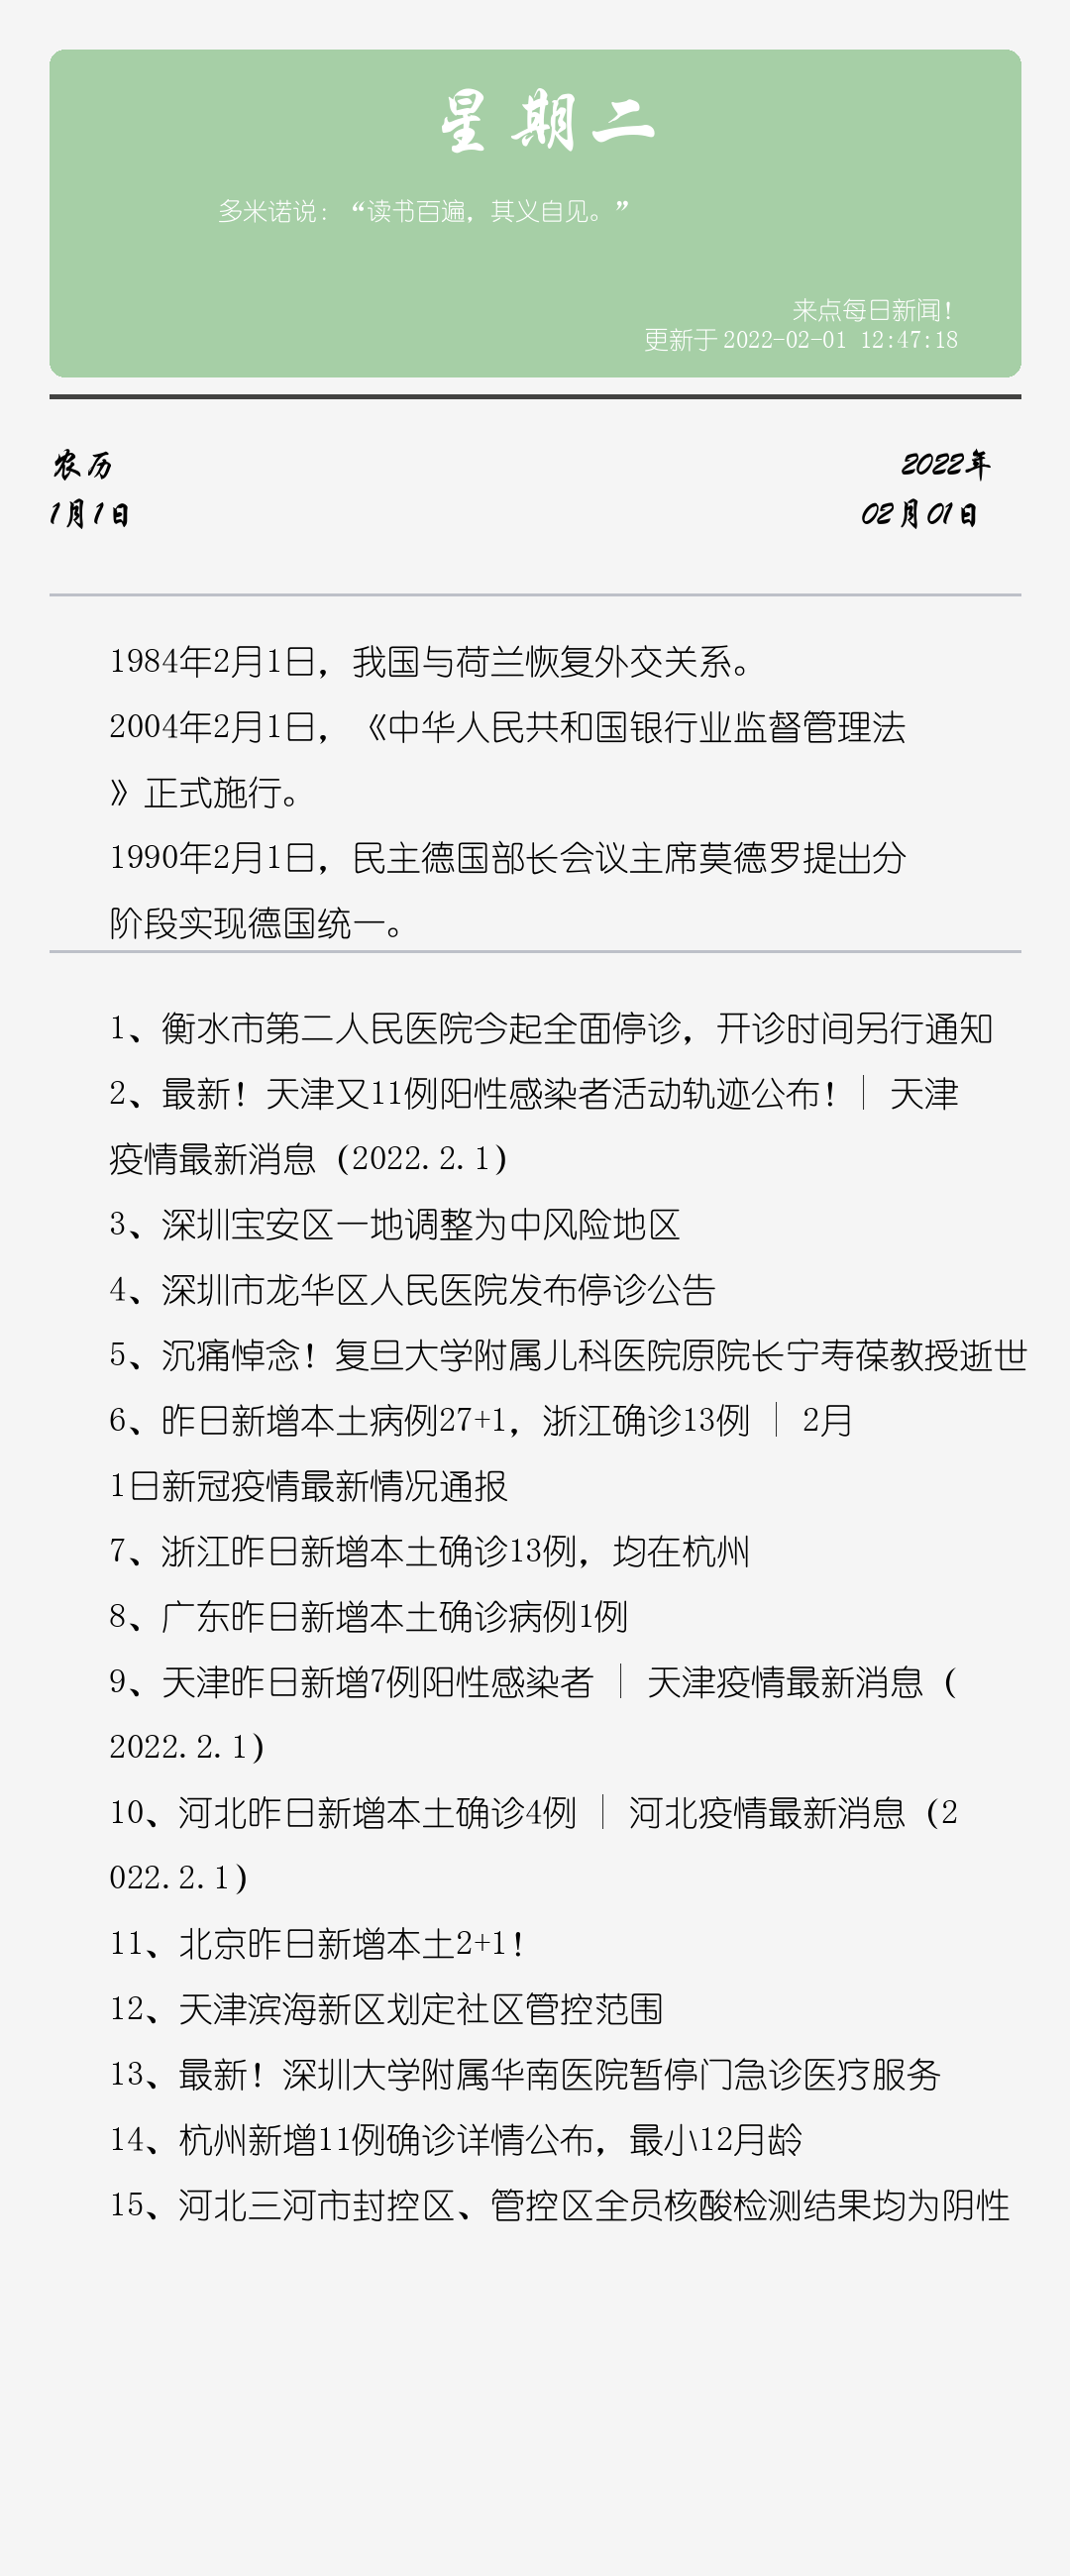 星期二
多米诺说：“读书百遍，其义自见。”
来点每日新闻！
更新于2022-02-01 12:47:18
农历
2022年
1月1日
02月01日
1984年2月1日，我国与荷兰恢复外交关系。
2004年2月1日，《中华人民共和国银行业监督管理法
》正式施行。
1990年2月1日，民主德国部长会议主席莫德罗提出分
阶段实现德国统一。
1、衡水市第二人民医院今起全面停诊，开诊时间另行通知
2、最新！天津又11例阳性感染者活动轨迹公布！│ 天津
疫情最新消息（2022.2.1）
3、深圳宝安区一地调整为中风险地区
4、深圳市龙华区人民医院发布停诊公告
5、沉痛悼念！复旦大学附属儿科医院原院长宁寿葆教授逝世
6、昨日新增本土病例27+1，浙江确诊13例 │ 2月
1日新冠疫情最新情况通报
7、浙江昨日新增本土确诊13例，均在杭州
8、广东昨日新增本土确诊病例1例
9、天津昨日新增7例阳性感染者 │ 天津疫情最新消息（
2022.2.1）
10、河北昨日新增本土确诊4例 │ 河北疫情最新消息（2
022.2.1）
11、北京昨日新增本土2+1！
12、天津滨海新区划定社区管控范围
13、最新！深圳大学附属华南医院暂停门急诊医疗服务
14、杭州新增11例确诊详情公布，最小12月龄
15、河北三河市封控区、管控区全员核酸检测结果均为阴性